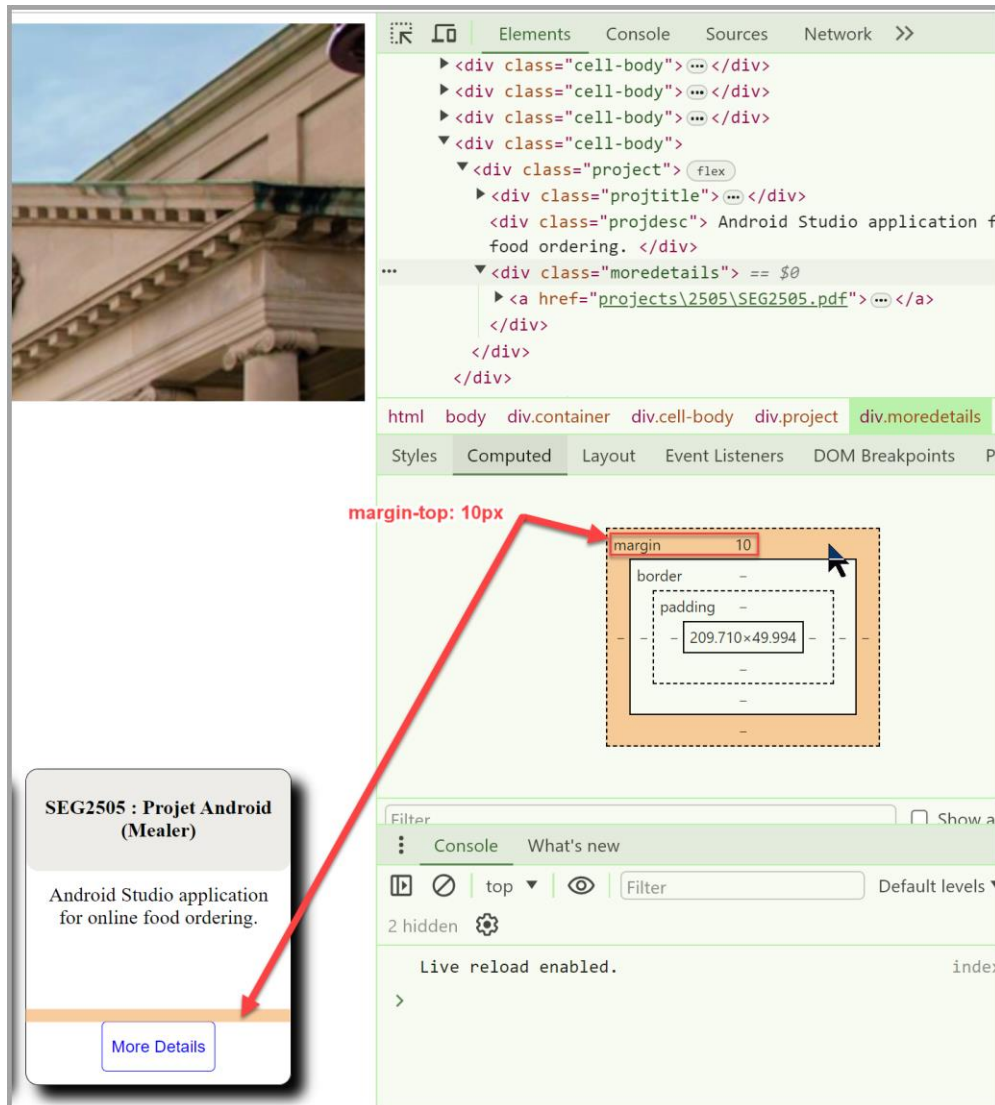 Elements Console Sources Network
<div class="cell-body"> … </div>
<div class="cell-body"> … </div>
<div class="cell-body"> … </div>
<div class="cell-body">
<div class="project"> flex
<div class="projtitle"> … </div>
<div class="projdesc"> Android Studio application f
food ordering. </div>
... <div class="moredetails"> == $0
<a href="projects\2505\SEG2505.pdf"> … </a>
</div>
</div>
</div>
html body div.container div.cell-body div.project div.moredetails
Styles Computed Layout Event Listeners DOM Breakpoints P
margin-top: 10px
margin 10
border –
padding –
– – – 209.710×49.994 – – –
–
–
–
Filter Show a
Console What's new
top Filter Default levels
2 hidden
Live reload enabled. index
>
SEG2505 : Projet Android
(Mealer)
Android Studio application
for online food ordering.
More Details